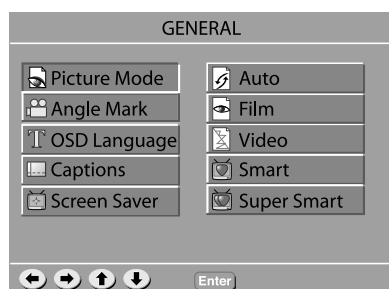 GENERAL
Picture Mode
Angle Mark
OSD Language
Captions
Screen Saver
Auto
Film
Video
Smart
Super Smart
Enter